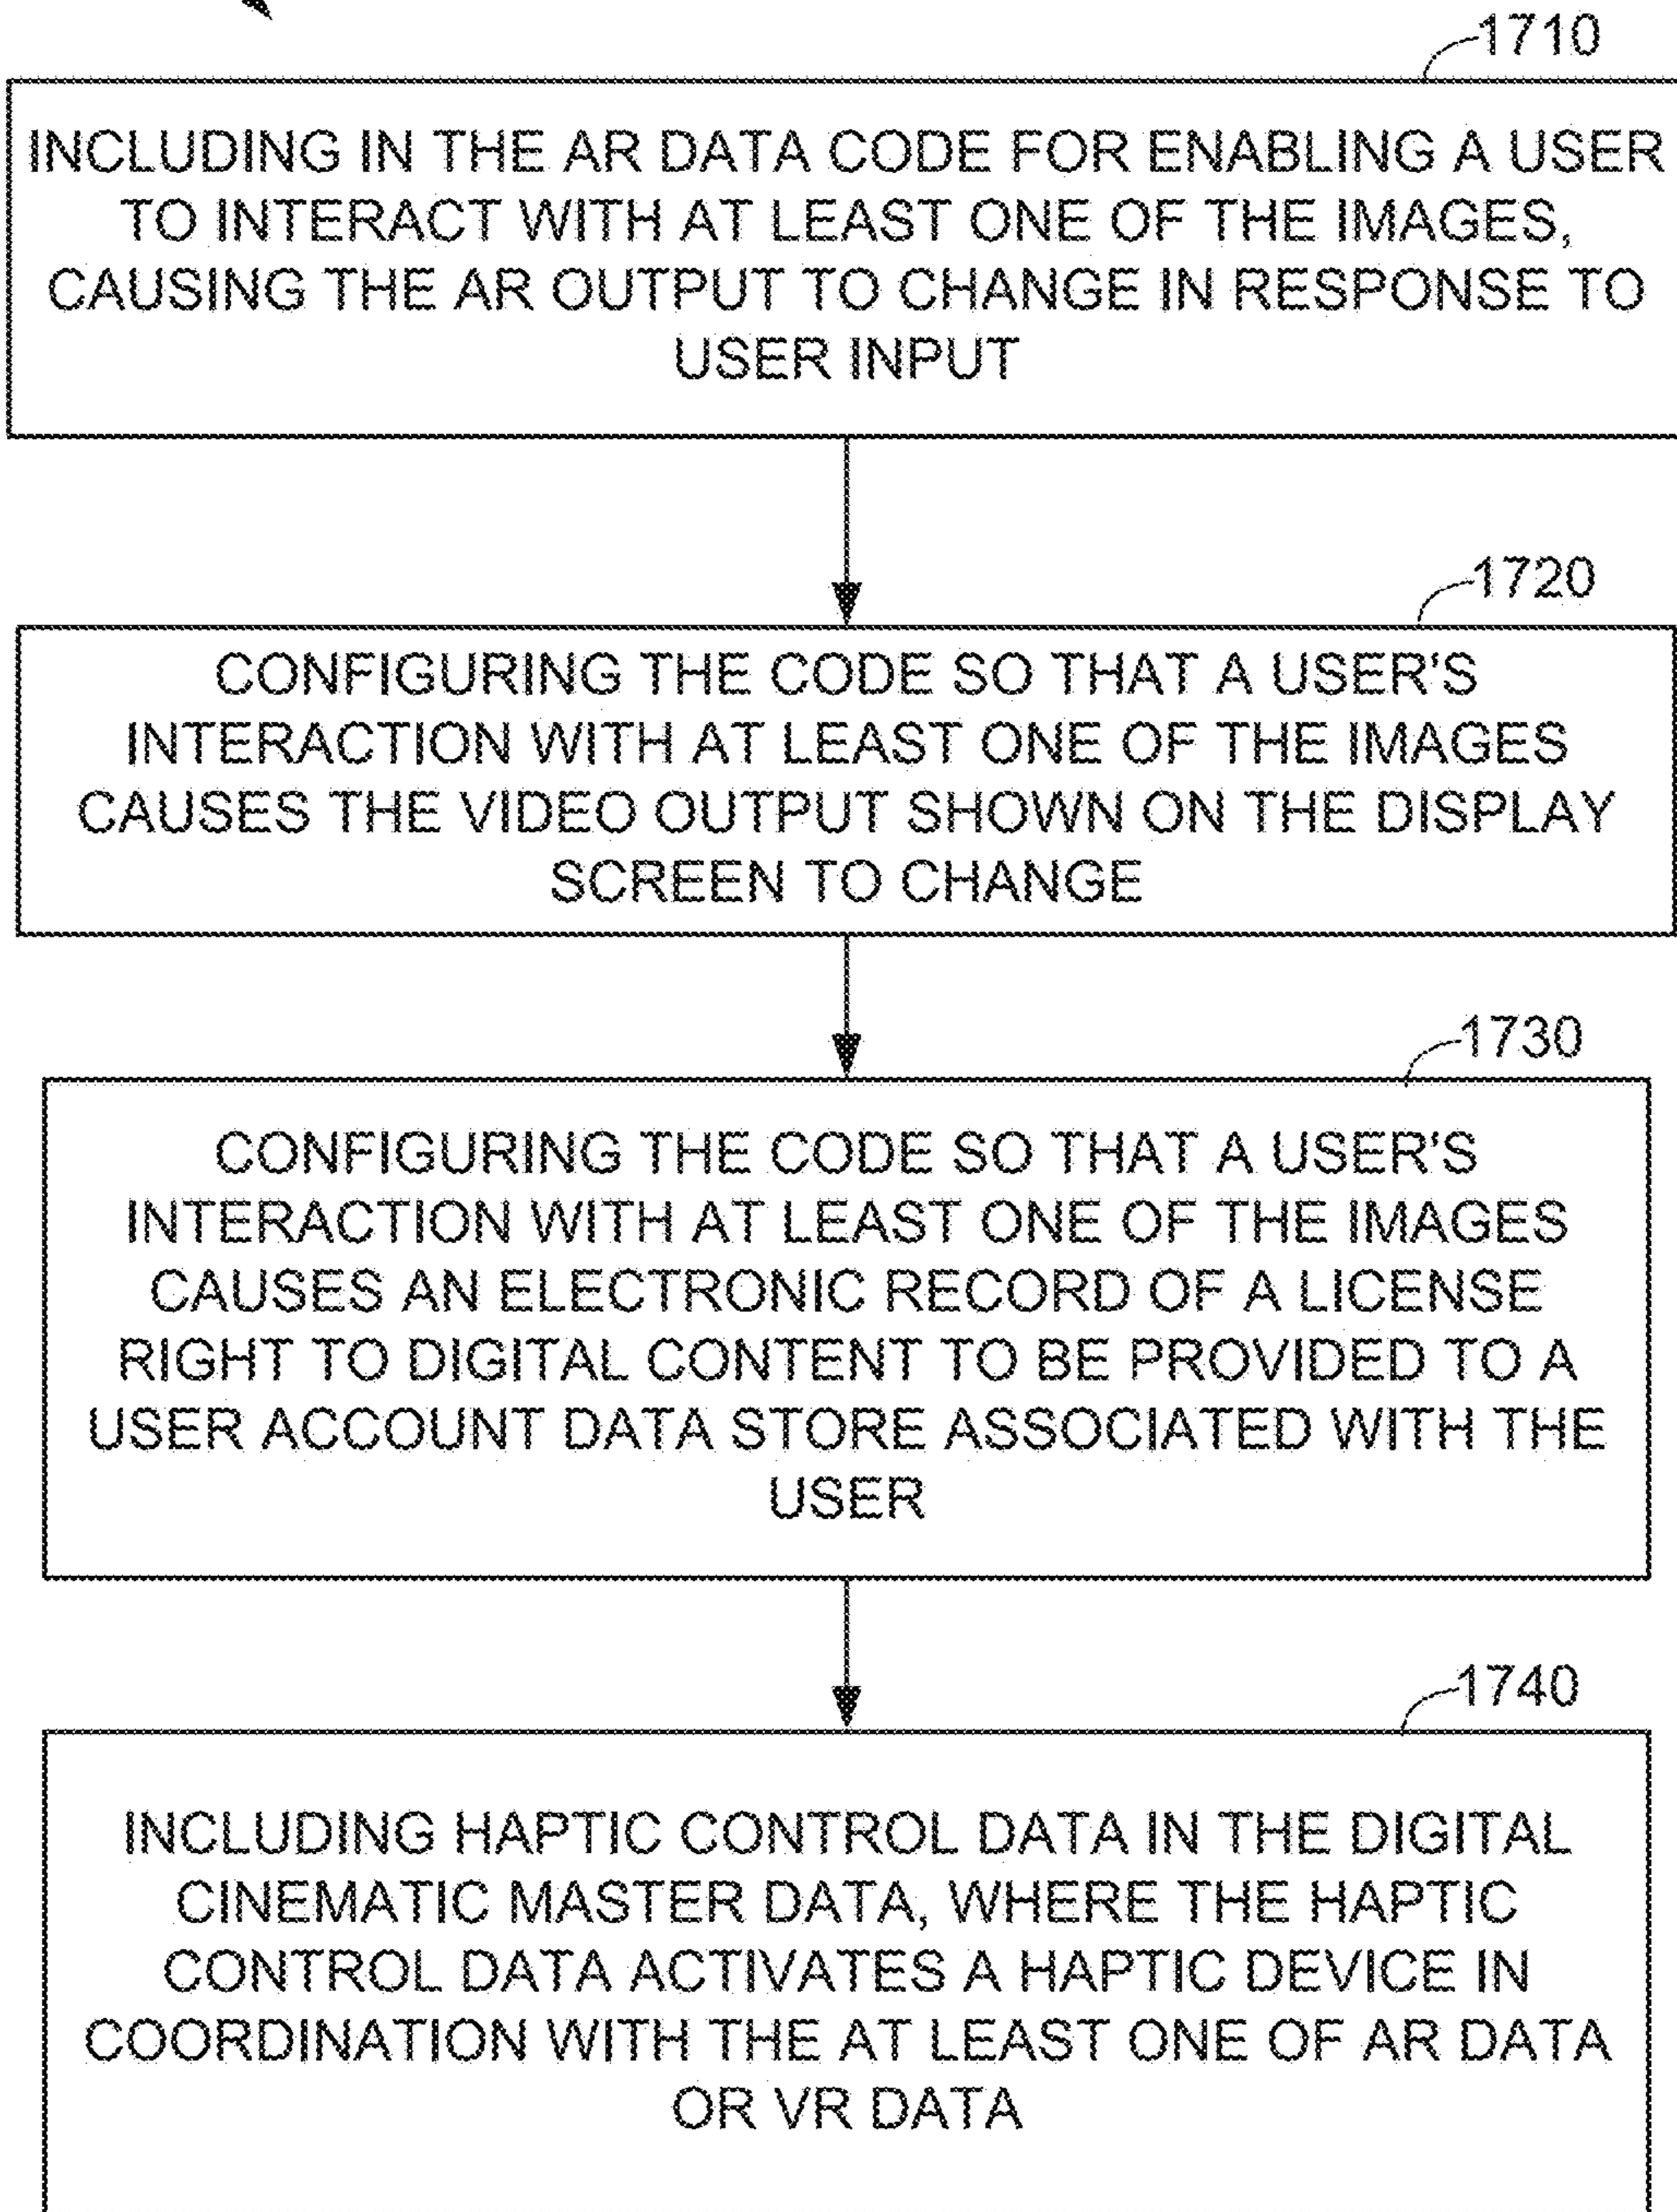 1710
INCLUDING IN THE AR DATA CODE FOR ENABLING A USER
TO INTERACT WITH AT LEAST ONE OF THE IMAGES,
CAUSING THE AR OUTPUT TO CHANGE IN RESPONSE TO
USER INPUT
1720
CONFIGURING THE CODE SO THAT A USER'S
INTERACTION WITH AT LEAST ONE OF THE IMAGES
CAUSES THE VIDEO OUTPUT SHOWN ON THE DISPLAY
SCREEN TO CHANGE
1730
CONFIGURING THE CODE SO THAT A USER'S
INTERACTION WITH AT LEAST ONE OF THE IMAGES
CAUSES AN ELECTRONIC RECORD OF A LICENSE
RIGHT TO DIGITAL CONTENT TO BE PROVIDED TO A
USER ACCOUNT DATA STORE ASSOCIATED WITH THE
USER
1740
INCLUDING HAPTIC CONTROL DATA IN THE DIGITAL
CINEMATIC MASTER DATA, WHERE THE HAPTIC
CONTROL DATA ACTIVATES A HAPTIC DEVICE IN
COORDINATION WITH THE AT LEAST ONE OF AR DATA
OR VR DATA